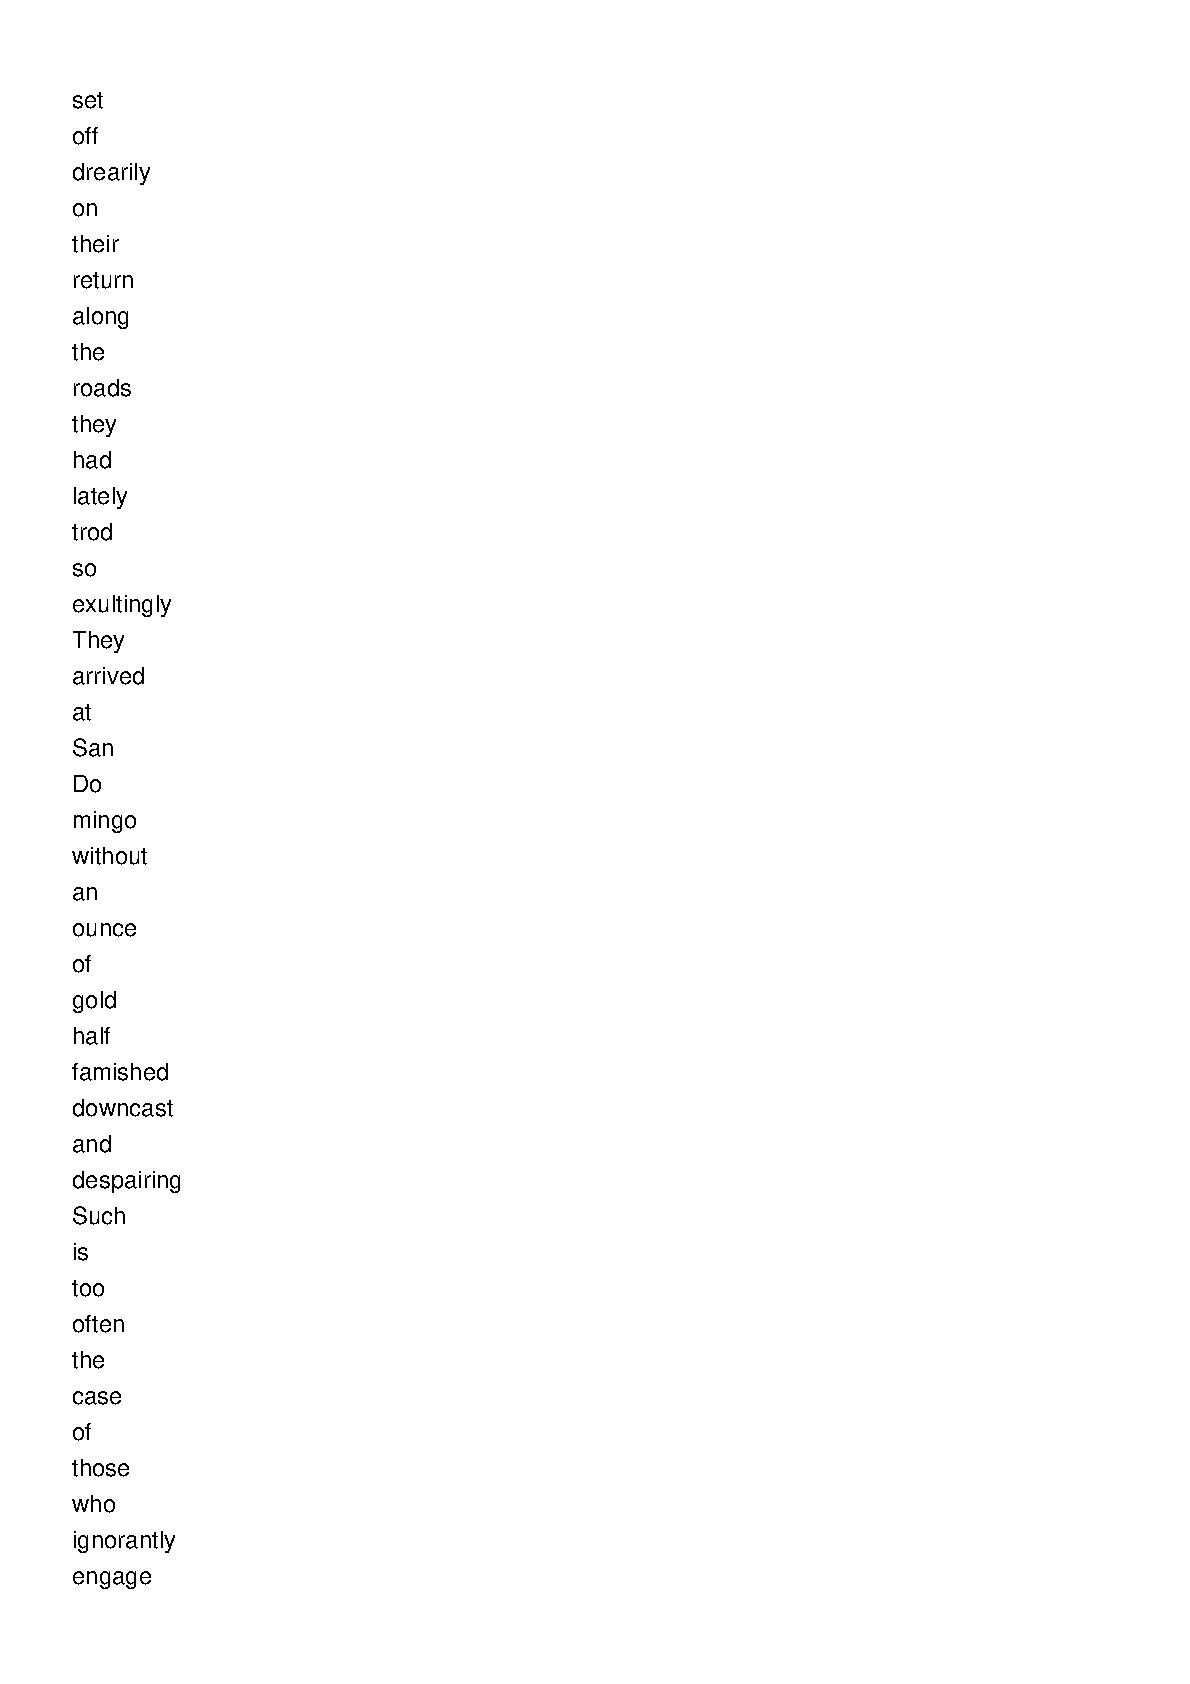 set
off
drearily
on
their
return
along
the
roads
they
had
lately
trod
so
exultingly
They
arrived
at
San
Do
mingo
without
an
ounce
of
gold
half
famished
downcast
and
despairing
Such
is
too
often
the
case
of
those
who
ignorantly
engage